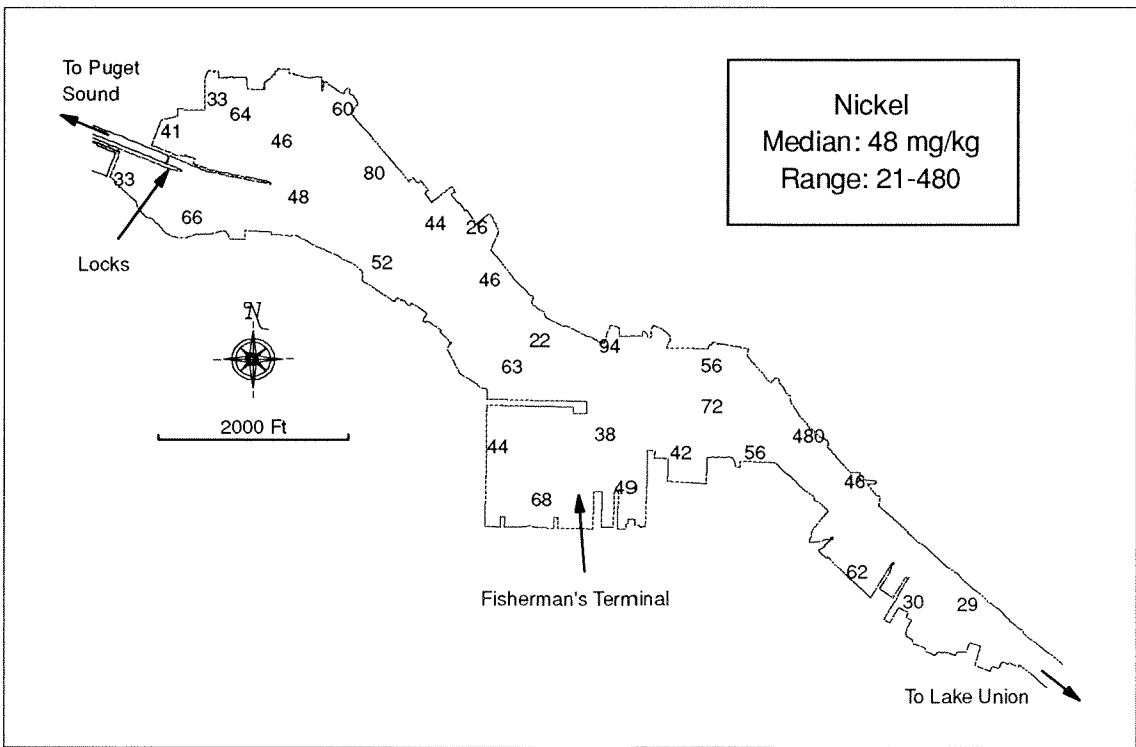 To Puget
Sound
33
64
60
41
46
80
33
48
66
44
26
Locks
52
46
N
22
94
63
56
2000 Ft
72
44
38
480
42
56
46
68
49
62
Fisherman's Terminal
30
29
To Lake Union
Nickel
Median: 48 mg/kg
Range: 21-480